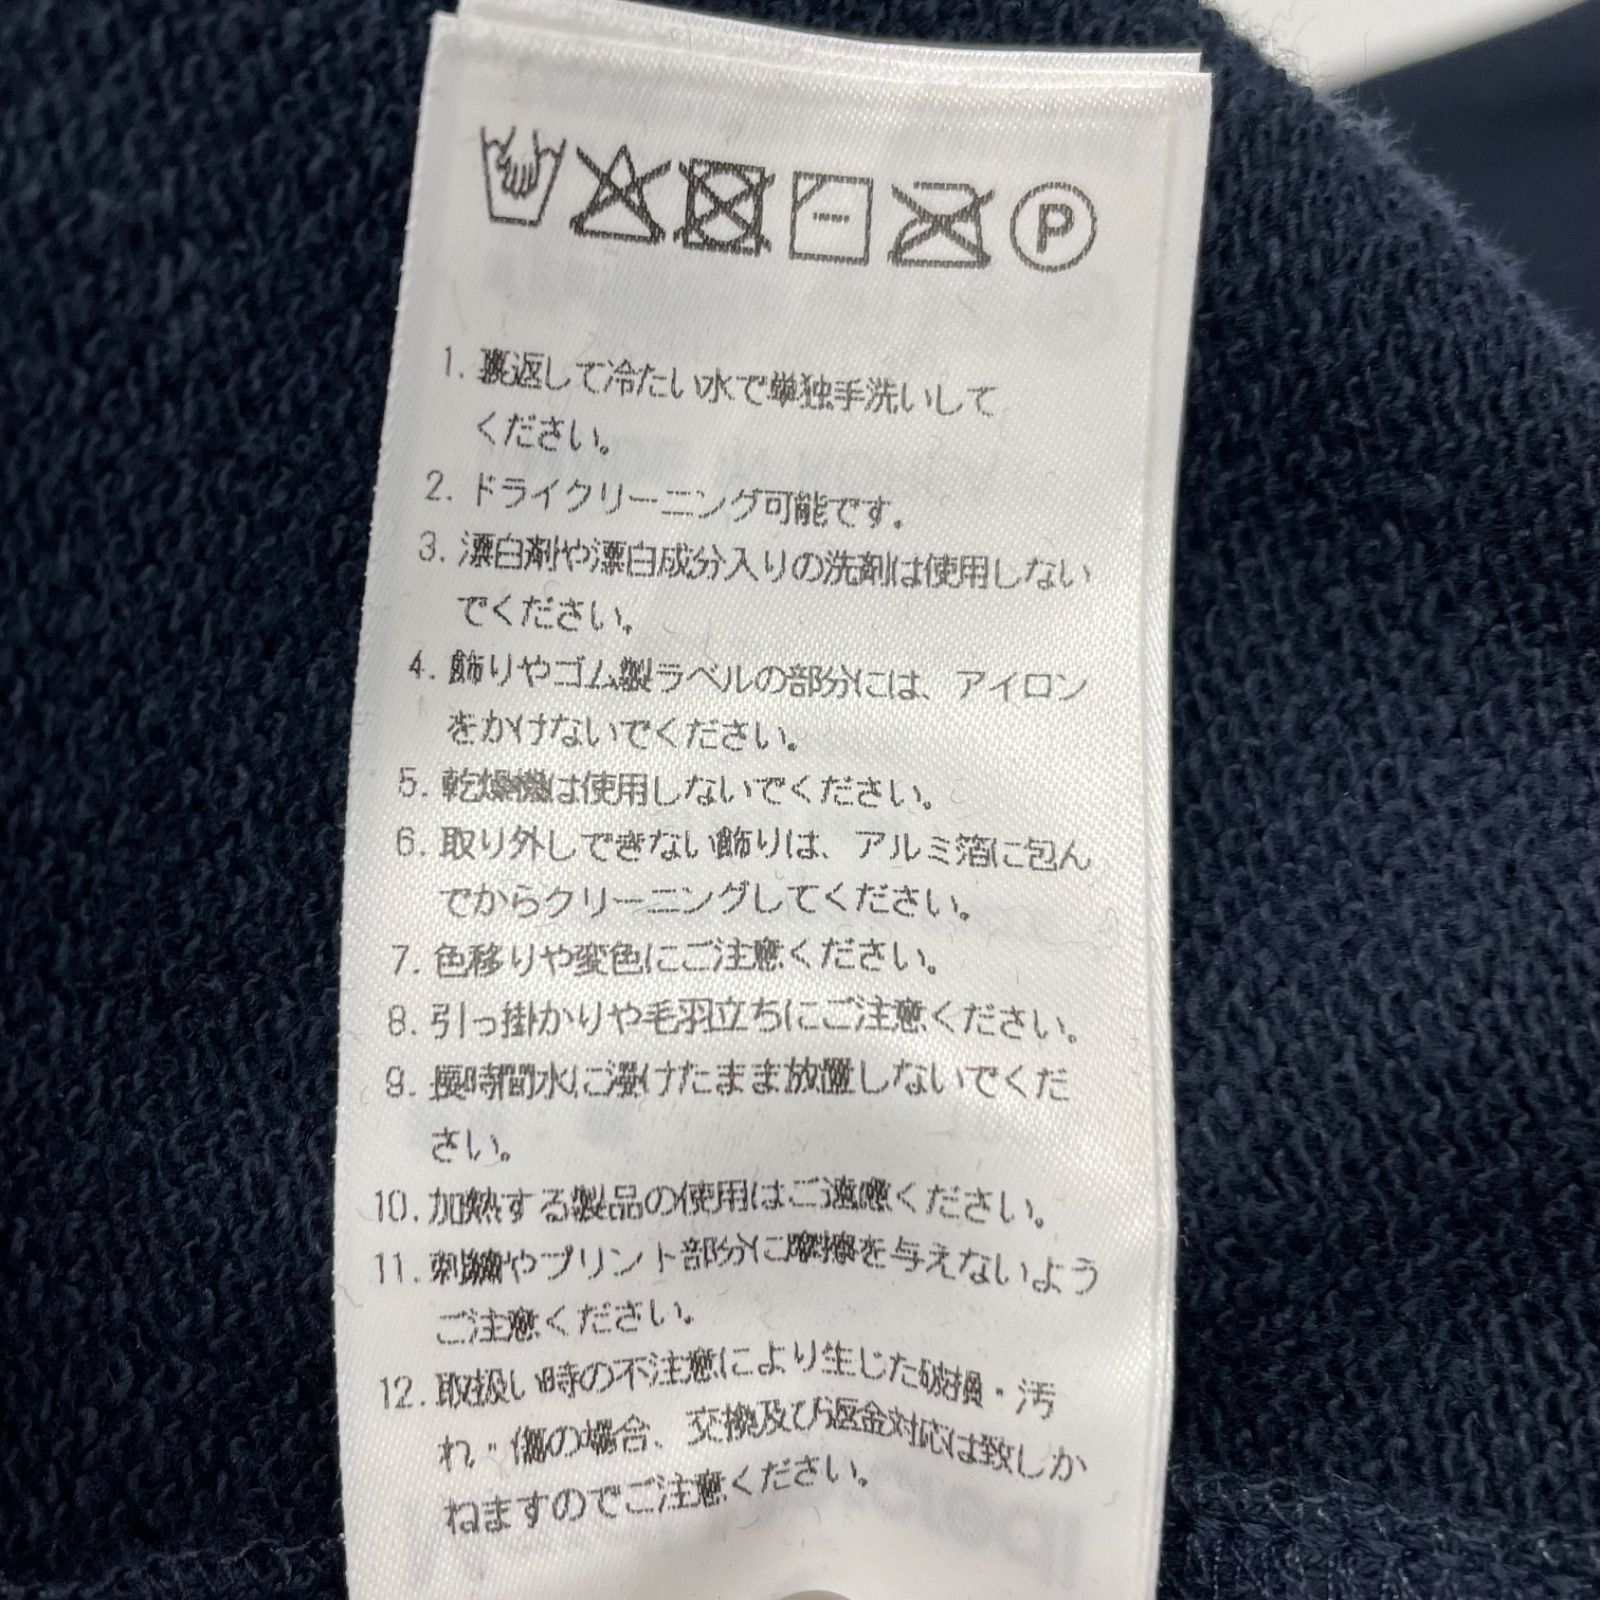 P
1. 裏返して冷たい水で単独手洗いして
ください。
2. ドライクリーニング可能です。
3. 漂白剤や漂白成分入りの洗剤は使用しない
でください。
4. 飾りやゴム製ラベルの部分には、アイロン
をかけないでください。
5. 乾燥機は使用しないでください。
6. 取り外しできない飾りは、アルミ箔に包ん
でからクリーニングしてください。
7. 色移りや変色にご注意ください。
8. 引っ掛かりや毛羽立ちにご注意ください。
9. 長時間水に浸けたまま放置しないでくだ
さい。
10. 加熱する製品の使用はご遠慮ください。
11. 刺繍やプリント部分に摩擦を与えないよう
ご注意ください。
12. 取扱い時の不注意により生じた破損・汚
れ・傷の場合、交換及び返金対応は致しか
ねますのでご注意ください。